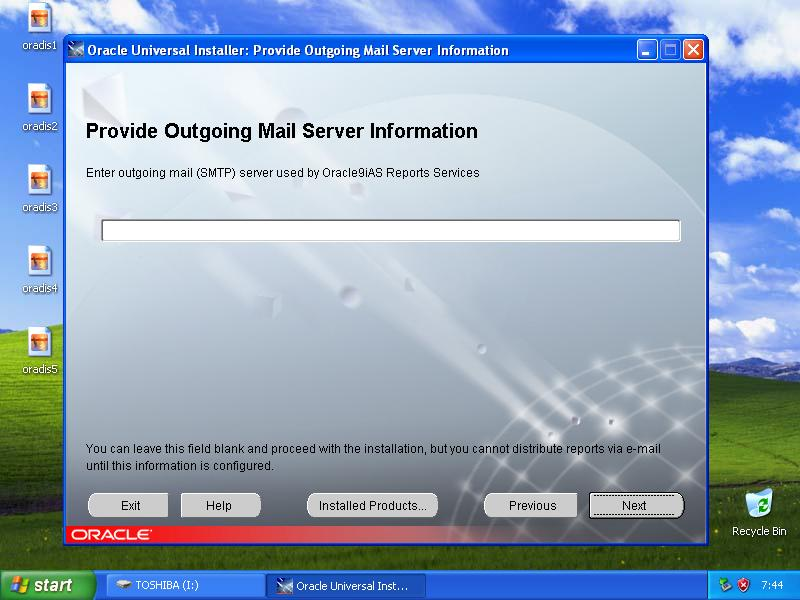 oradis1
oradis2
oradis3
oradis4
oradis5
Oracle Universal Installer: Provide Outgoing Mail Server Information
Provide Outgoing Mail Server Information
Enter outgoing mail (SMTP) server used by Oracle9iAS Reports Services
You can leave this field blank and proceed with the installation, but you cannot distribute reports via e-mail
until this information is configured.
Exit
Help
Installed Products...
Previous
Next
ORACLE
Recycle Bin
start
TOSHIBA (I:)
Oracle Universal Inst...
7:44